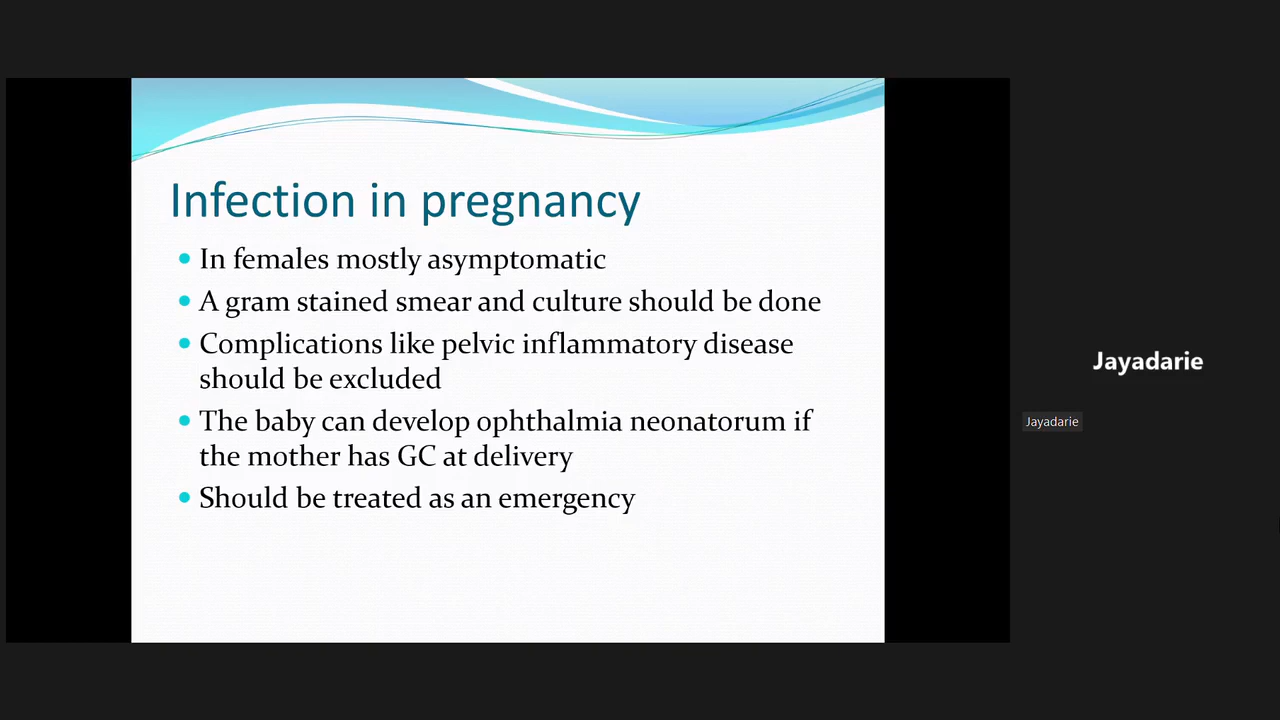 Infection in pregnancy
• In females mostly asymptomatic
• A gram stained smear and culture should be done
• Complications like pelvic inflammatory disease
should be excluded
• The baby can develop ophthalmia neonatorum if
the mother has GC at delivery
• Should be treated as an emergency
Jayadarie
Jayadarie